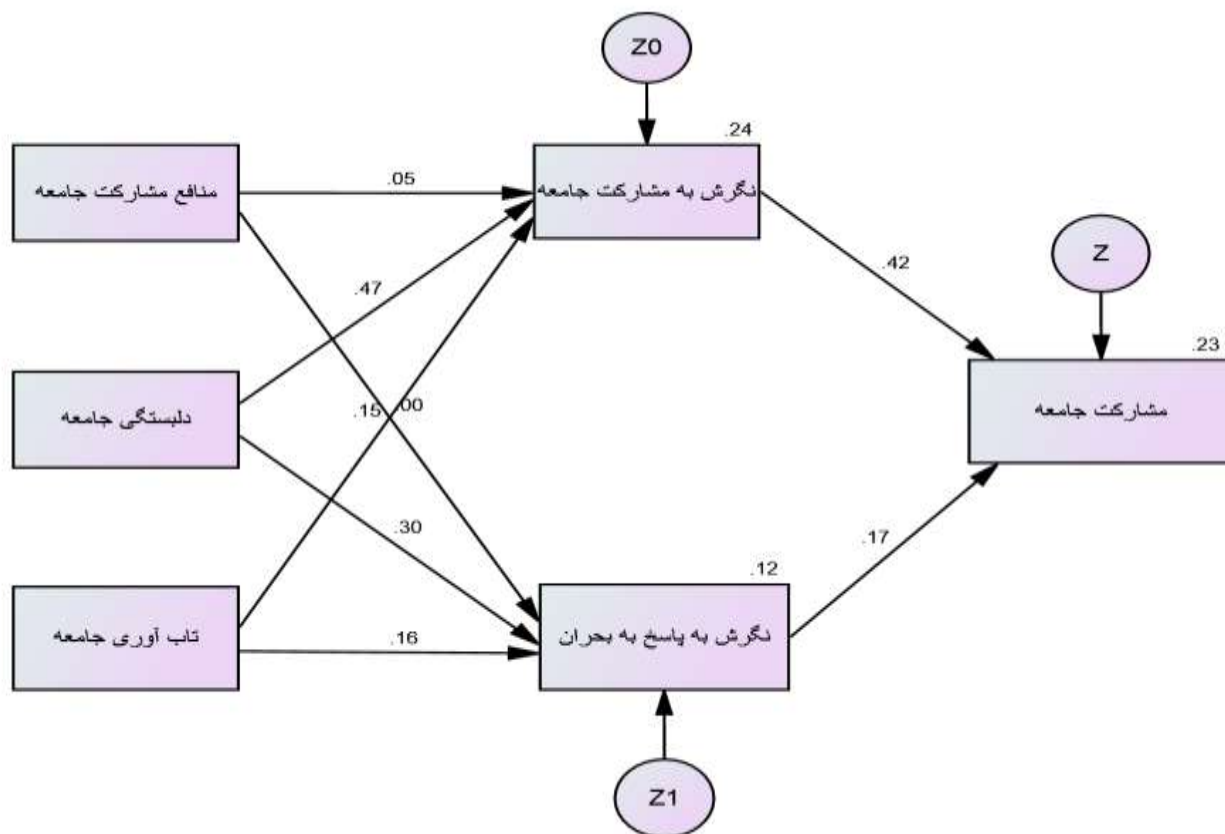 Z0
.24
منافع مشارکت جامعه
.05
نگرش به مشارکت جامعه
Z
.42
.47
.23
دلبستگی جامعه
.15
.00
مشارکت جامعه
.30
.17
.12
تاب آوری جامعه
.16
نگرش به پاسخ به بحران
Z1